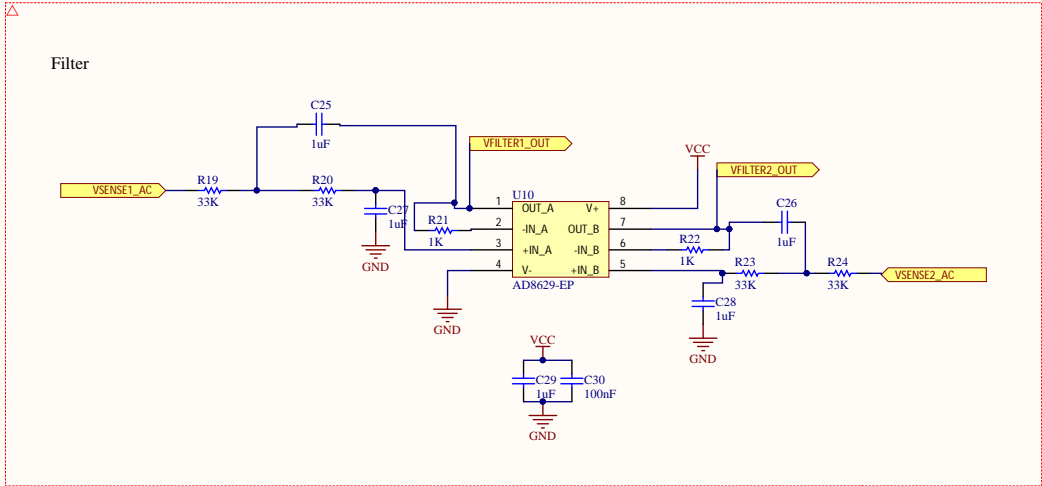 Filter
C25
1uF
VFILTER1_OUT
VCC
VFILTER2_OUT
VSENSE1_AC
R19
33K
R20
33K
C27
1uF
GND
R21
1K
U10
1 OUT_A V+ 8
2 -IN_A OUT_B 7
3 +IN_A -IN_B 6
4 V- +IN_B 5
AD8629-EP
GND
C26
1uF
R22
1K
R23
33K
R24
33K
VSENSE2_AC
C28
1uF
GND
VCC
C29
1uF
C30
100nF
GND